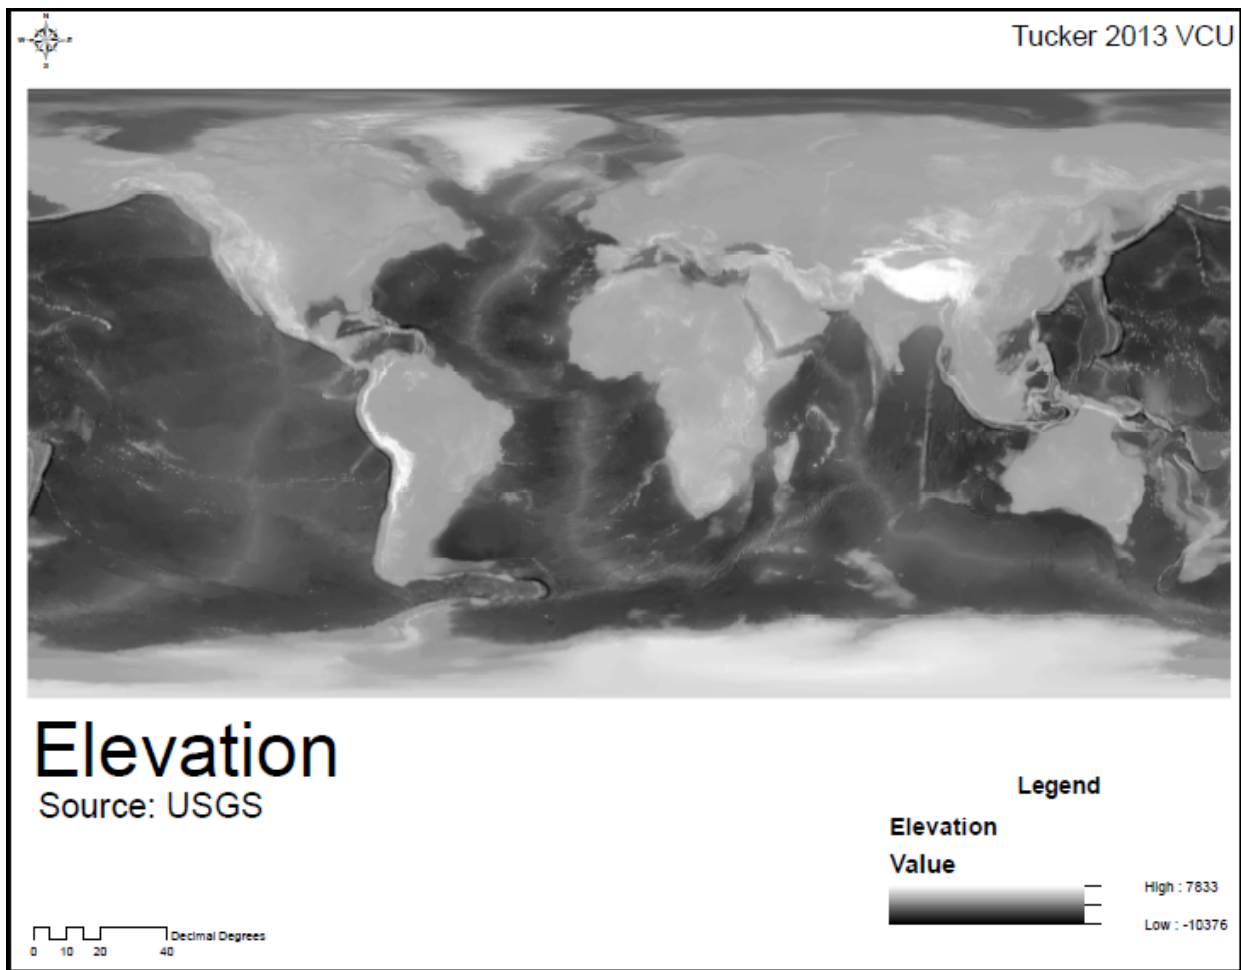 N
W E
S
Tucker 2013 VCU
Elevation
Source: USGS
Legend
Elevation
Value
High : 7833
Low : -10376
Decimal Degrees
0 10 20 40